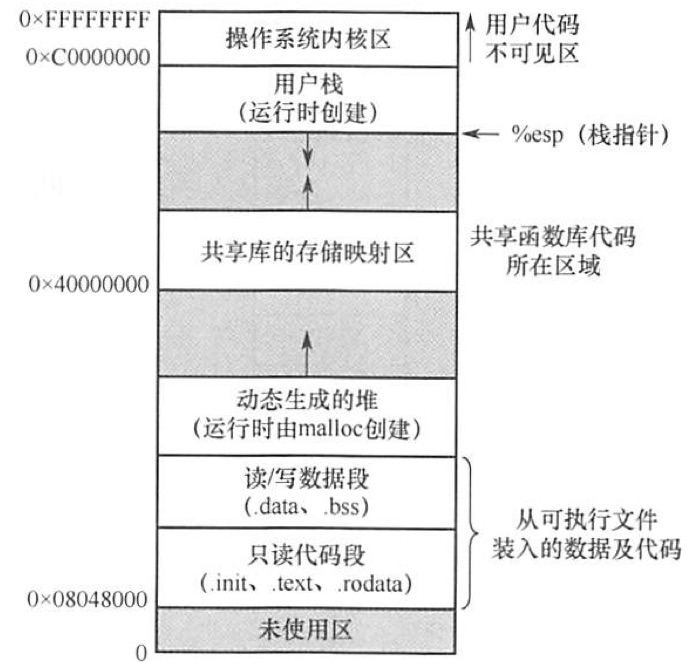 0×FFFFFFFF
操作系统内核区
用户代码
不可见区
0×C0000000
用户栈
(运行时创建)
%esp（栈指针）
共享库的存储映射区
共享函数库代码
所在区域
0×40000000
动态生成的堆
(运行时由malloc创建)
读/写数据段
(.data、.bss)
从可执行文件
装入的数据及代码
只读代码段
(.init、.text、.rodata)
0×08048000
未使用区
0